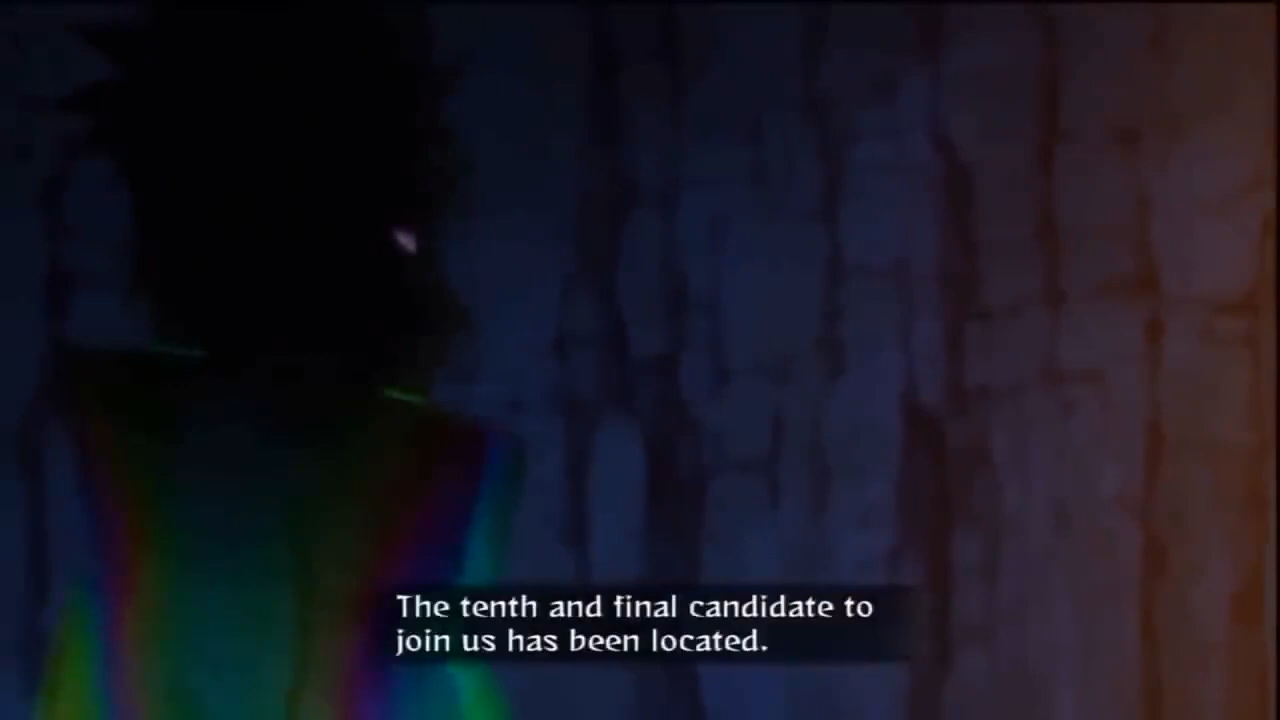 The tenth and final candidate to
join us has been located.